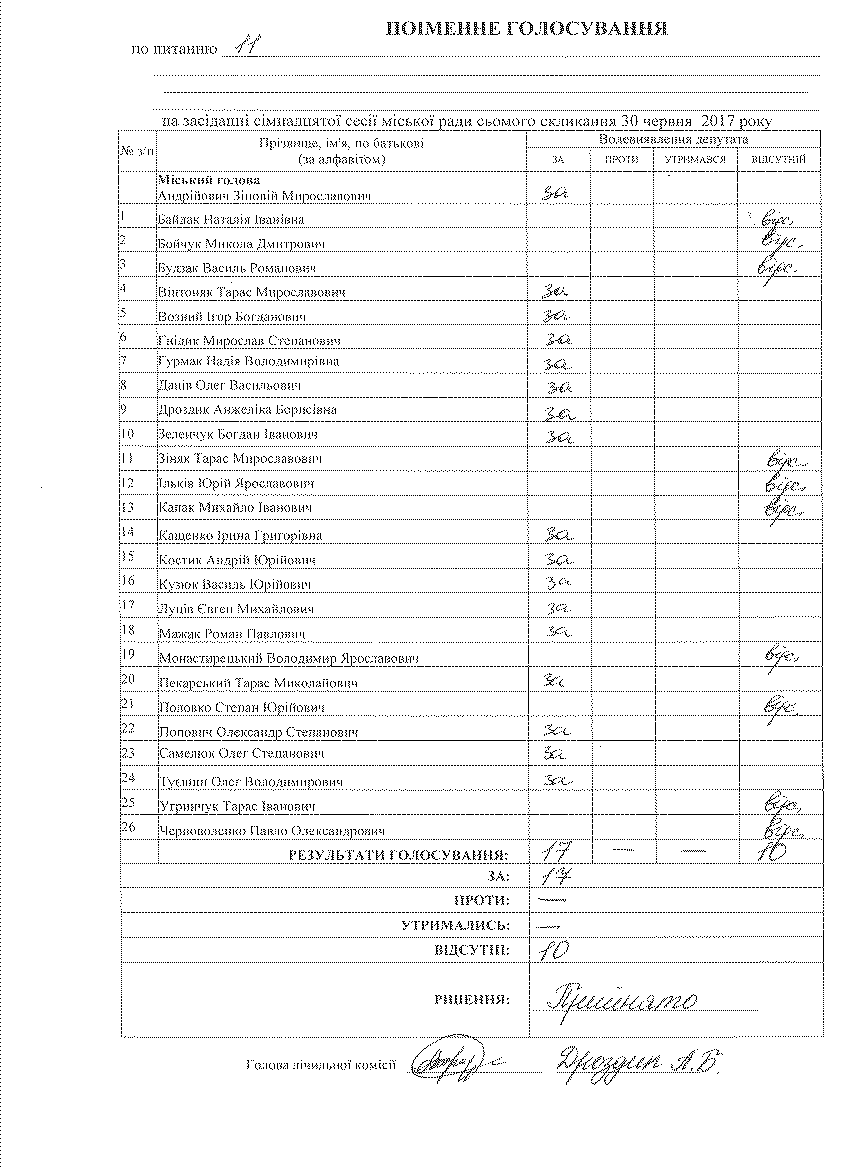 ПОІМЕННЕ ГОЛОСУВАННЯ
по питанню 11
на засіданні сімнадцятої сесії міської ради сьомого скликання 30 червня 2017 року
№ з/п Прізвище, ім'я, по батькові (за алфавітом) Волевиявлення депутата
ЗА ПРОТИ УТРИМАВСЯ ВІДСУТНІЙ
Міський голова
Андрійович Зіновій Мирославович за
1 Байдак Наталія Іванівна відс.
2 Бойчук Микола Дмитрович відс.
3 Будзак Василь Романович відс.
4 Вінтоняк Тарас Мирославович за
5 Возний Ігор Богданович за
6 Гнідик Мирослав Степанович за
7 Гурмак Надія Володимирівна за
8 Даців Олег Васильович за
9 Дроздик Анжеліка Борисівна за
10 Зеленчук Богдан Іванович за
11 Зіняк Тарас Мирославович відс.
12 Ільків Юрій Ярославович відс.
13 Капак Михайло Іванович відс.
14 Кащенко Ірина Григорівна за
15 Костик Андрій Юрійович за
16 Кузюк Василь Юрійович за
17 Луців Євген Михайлович за
18 Мажак Роман Павлович за
19 Монастирецький Володимир Ярославович відс.
20 Пекарський Тарас Миколайович за
21 Половко Степан Юрійович відс.
22 Попович Олександр Степанович за
23 Самелюк Олег Степанович за
24 Олег Володимирович за
25 Угринчук Тарас Іванович відс.
26 Червоволенко Павло Олександрович відс.
РЕЗУЛЬТАТИ ГОЛОСУВАННЯ: 17 — — 10
ЗА: 17
ПРОТИ: —
УТРИМАЛИСЬ: —
ВІДСУТНІ: 10
РІШЕННЯ: Прийнято
Голова лічильної комісії Дроздик А.Б.